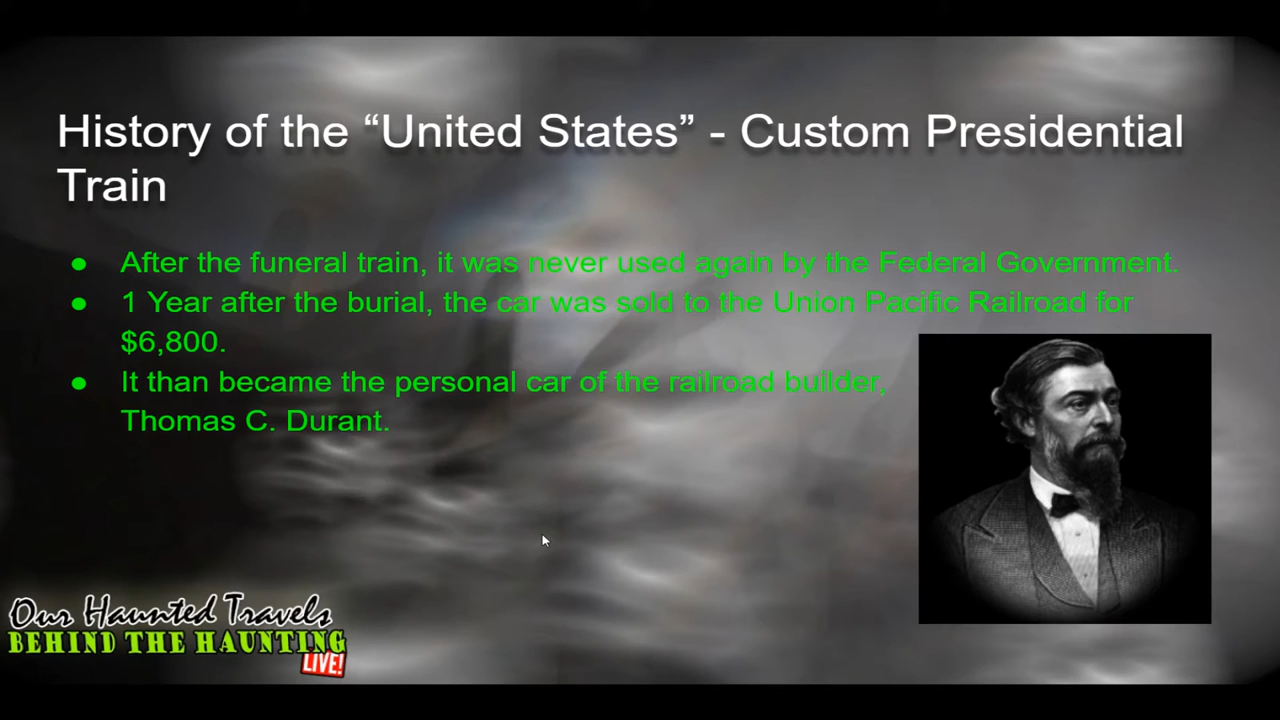 History of the “United States” - Custom Presidential
Train
● After the funeral train, it was never used again by the Federal Government.
● 1 Year after the burial, the car was sold to the Union Pacific Railroad for
$6,800.
● It than became the personal car of the railroad builder,
Thomas C. Durant.
Our Haunted Travels
BEHIND THE HAUNTING
LIVE!